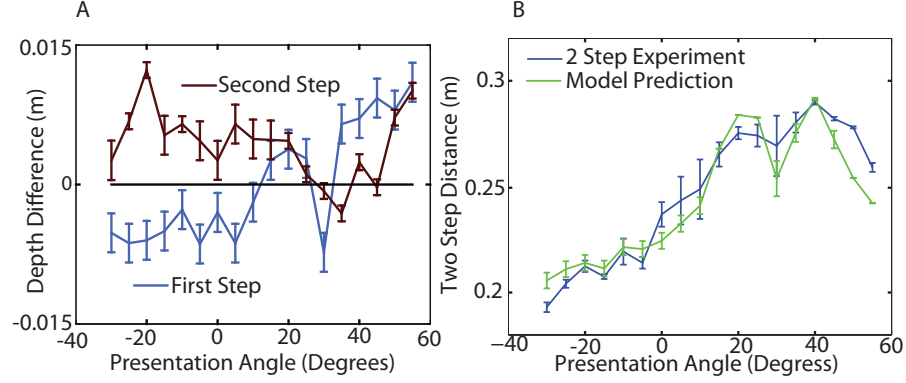 A
0.015
0
-0.015
Depth Difference (m)
Second Step
First Step
-40 -20 0 20 40 60
Presentation Angle (Degrees)
B
0.3
0.25
0.2
Two Step Distance (m)
2 Step Experiment
Model Prediction
−40 −20 0 20 40 60
Presentation Angle (Degress)